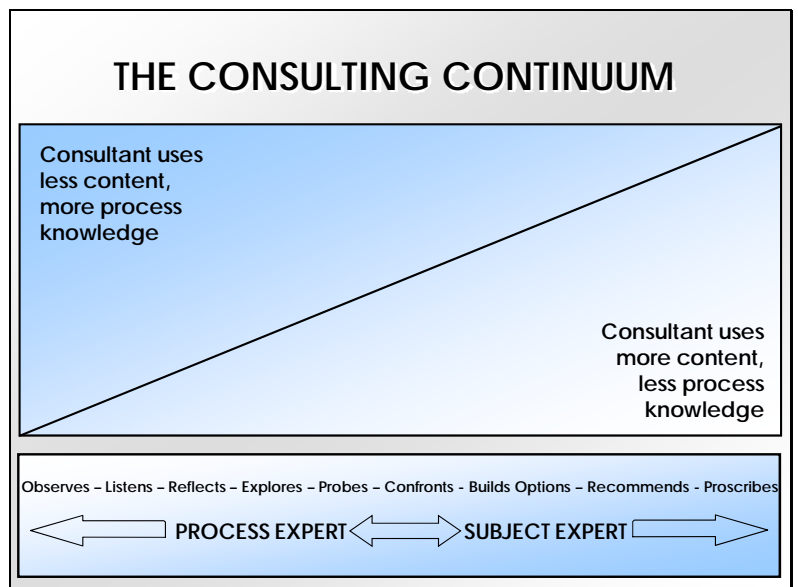 THE CONSULTING CONTINUUM
Consultant uses
less content,
more process
knowledge
Consultant uses
more content,
less process
knowledge
Observes – Listens – Reflects – Explores – Probes – Confronts - Builds Options – Recommends - Proscribes
PROCESS EXPERT SUBJECT EXPERT